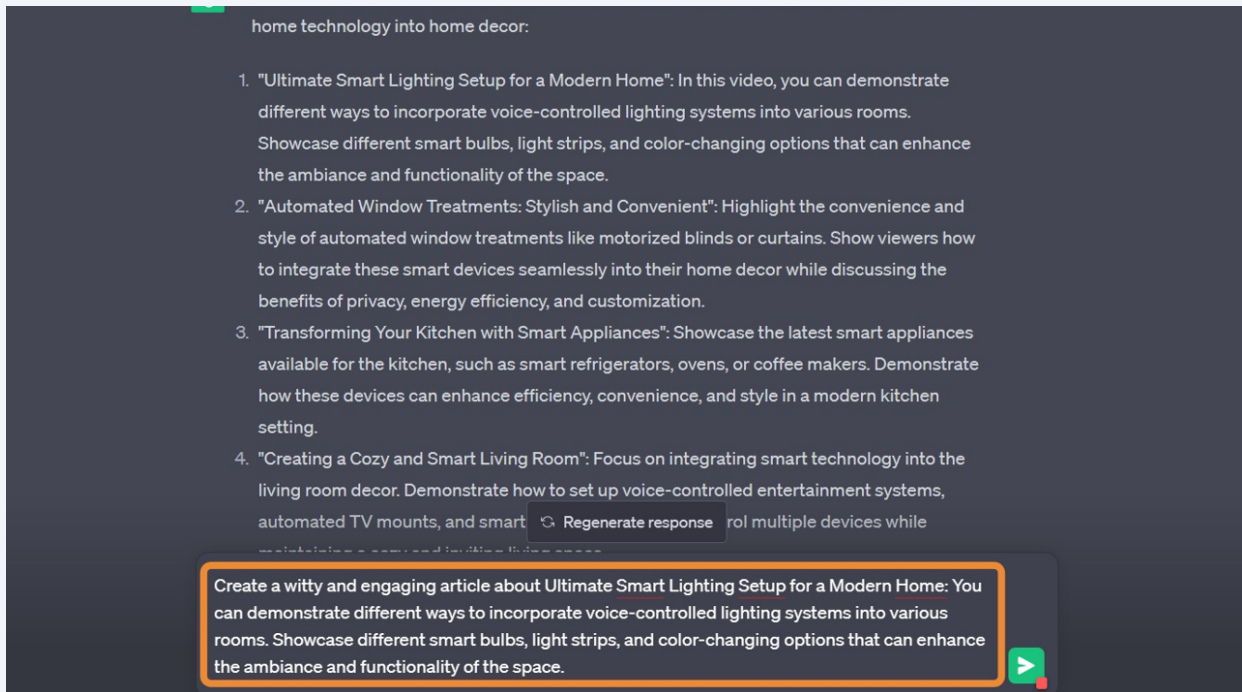 home technology into home decor:
1. "Ultimate Smart Lighting Setup for a Modern Home": In this video, you can demonstrate
different ways to incorporate voice-controlled lighting systems into various rooms.
Showcase different smart bulbs, light strips, and color-changing options that can enhance
the ambiance and functionality of the space.
2. "Automated Window Treatments: Stylish and Convenient": Highlight the convenience and
style of automated window treatments like motorized blinds or curtains. Show viewers how
to integrate these smart devices seamlessly into their home decor while discussing the
benefits of privacy, energy efficiency, and customization.
3. "Transforming Your Kitchen with Smart Appliances": Showcase the latest smart appliances
available for the kitchen, such as smart refrigerators, ovens, or coffee makers. Demonstrate
how these devices can enhance efficiency, convenience, and style in a modern kitchen
setting.
4. "Creating a Cozy and Smart Living Room": Focus on integrating smart technology into the
living room decor. Demonstrate how to set up voice-controlled entertainment systems,
automated TV mounts, and smart Regenerate response rol multiple devices while
Create a witty and engaging article about Ultimate Smart Lighting Setup for a Modern Home: You
can demonstrate different ways to incorporate voice-controlled lighting systems into various
rooms. Showcase different smart bulbs, light strips, and color-changing options that can enhance
the ambiance and functionality of the space.